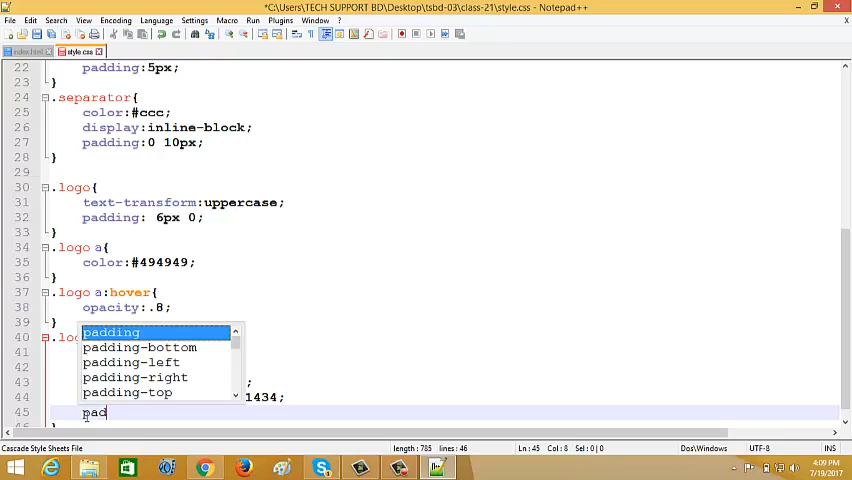 *C:\Users\TECH SUPPORT BD\Desktop\tsbd-03\class-21\style.css - Notepad++
File Edit Search View Encoding Language Settings Macro Run Plugins Window ? X
index.html style.css
22 padding:5px;
23 }
24 .separator{
25 color:#ccc;
26 display:inline-block;
27 padding:0 10px;
28 }
29
30 .logo{
31 text-transform:uppercase;
32 padding: 6px 0;
33 }
34 .logo a{
35 color:#494949;
36 }
37 .logo a:hover{
38 opacity:.8;
39 }
40 .log
41
42
43 ;
44 1434;
45 pad
46 }
padding
padding-bottom
padding-left
padding-right
padding-top
Cascade Style Sheets File length : 785 lines : 46 Ln : 45 Col : 8 Sel : 0 | 0 Dos\Windows UTF-8 INS
4:09 PM
7/19/2017